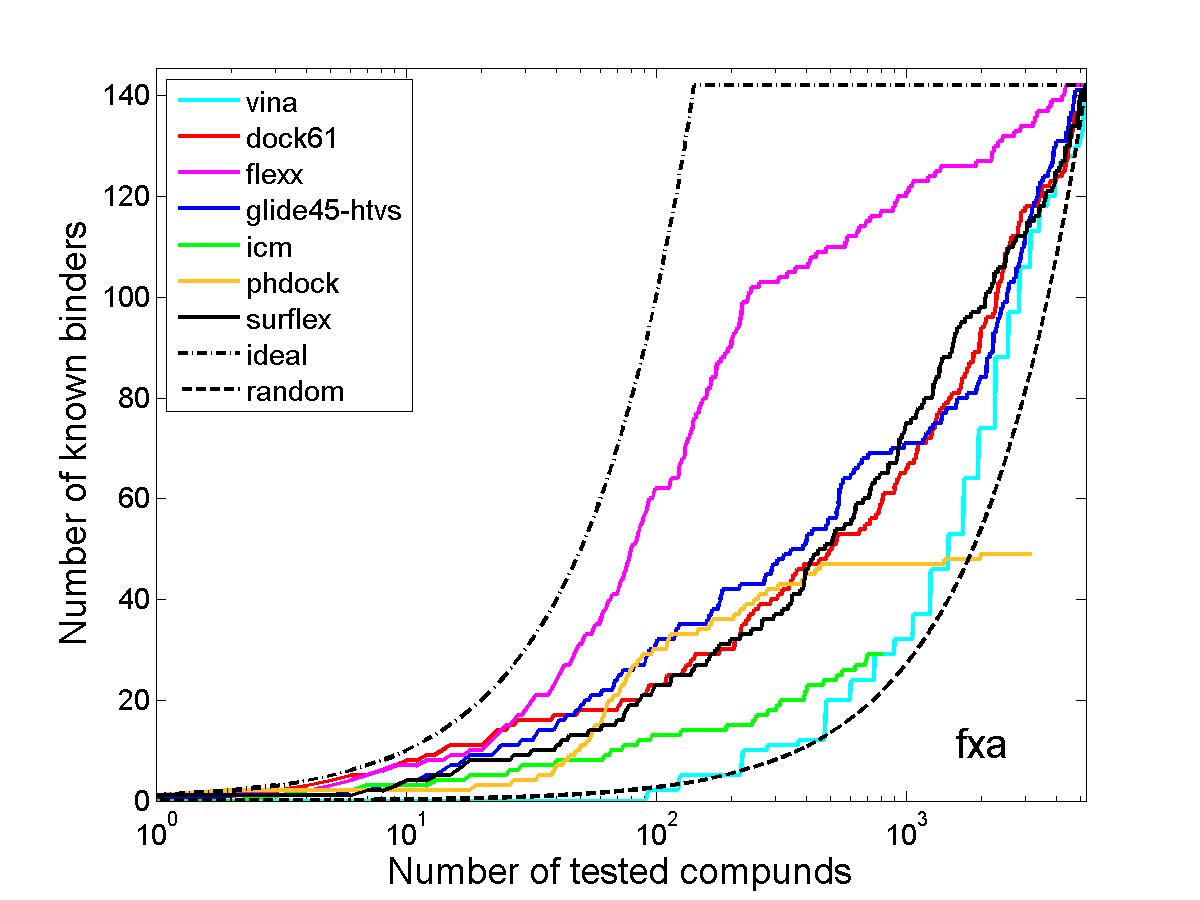 140
120
100
80
60
40
20
0
Number of known binders
vina
dock61
flexx
glide45-htvs
icm
phdock
surflex
ideal
random
fxa
10^0 10^1 10^2 10^3
Number of tested compunds